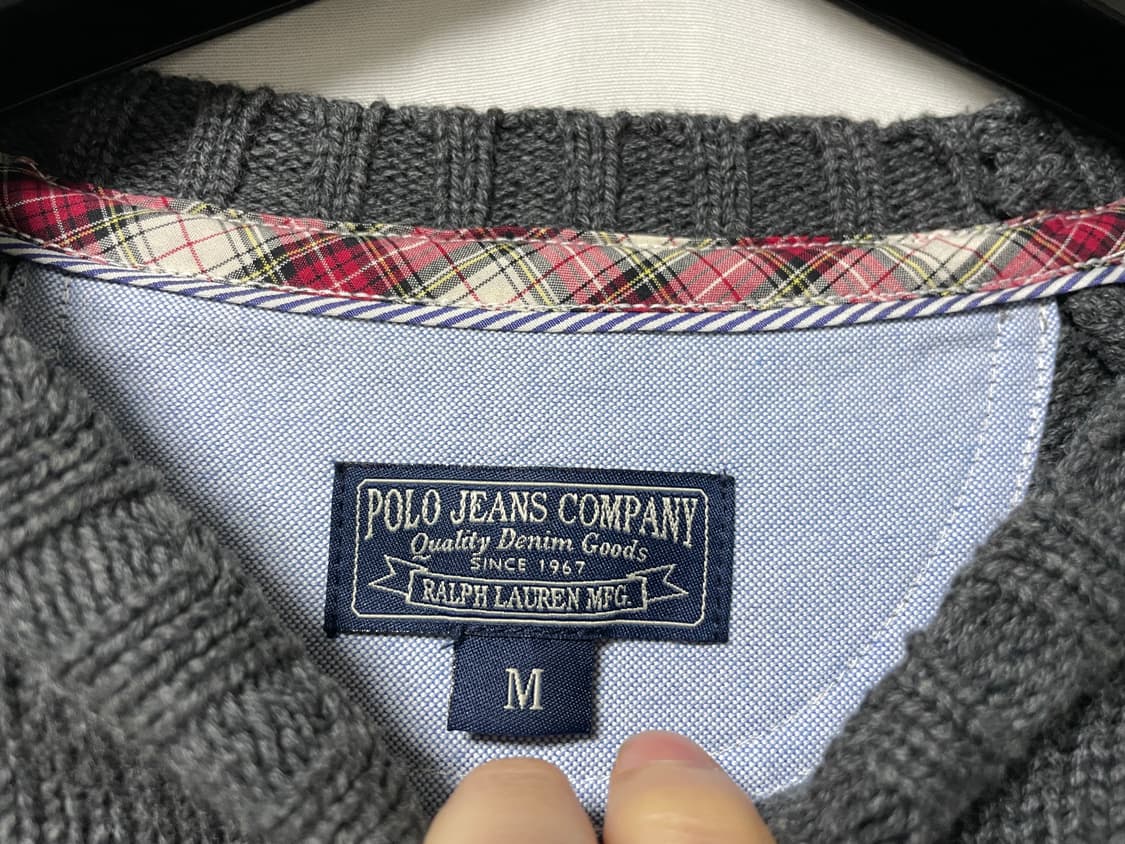 POLO JEANS COMPANY
Quality Denim Goods
SINCE 1967
RALPH LAUREN MFG.
M